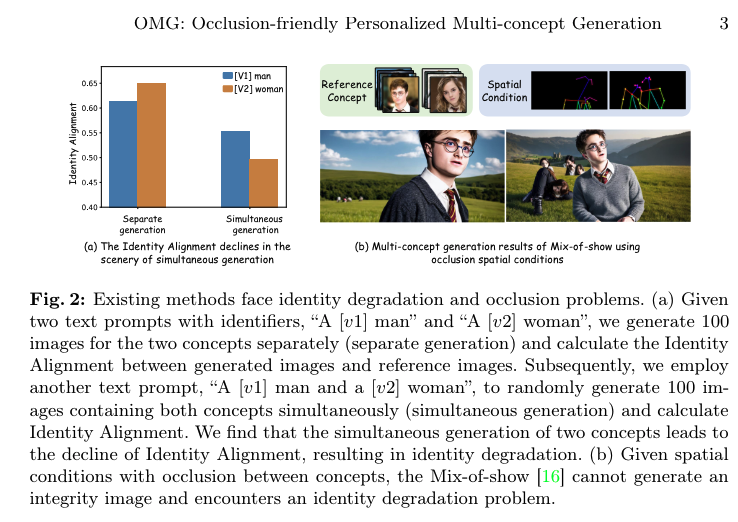 OMG: Occlusion-friendly Personalized Multi-concept Generation 3
[V1] man
[V2] woman
Identity Alignment
0.65
0.60
0.55
0.50
0.45
0.40
Separate
generation
Simultaneous
generation
(a) The Identity Alignment declines in the
scenery of simultaneous generation
Reference
Concept
Spatial
Condition
(b) Multi-concept generation results of Mix-of-show using
occlusion spatial conditions
Fig. 2: Existing methods face identity degradation and occlusion problems. (a) Given
two text prompts with identifiers, “A [v1] man” and “A [v2] woman”, we generate 100
images for the two concepts separately (separate generation) and calculate the Identity
Alignment between generated images and reference images. Subsequently, we employ
another text prompt, “A [v1] man and a [v2] woman”, to randomly generate 100 im-
ages containing both concepts simultaneously (simultaneous generation) and calculate
Identity Alignment. We find that the simultaneous generation of two concepts leads to
the decline of Identity Alignment, resulting in identity degradation. (b) Given spatial
conditions with occlusion between concepts, the Mix-of-show [16] cannot generate an
integrity image and encounters an identity degradation problem.